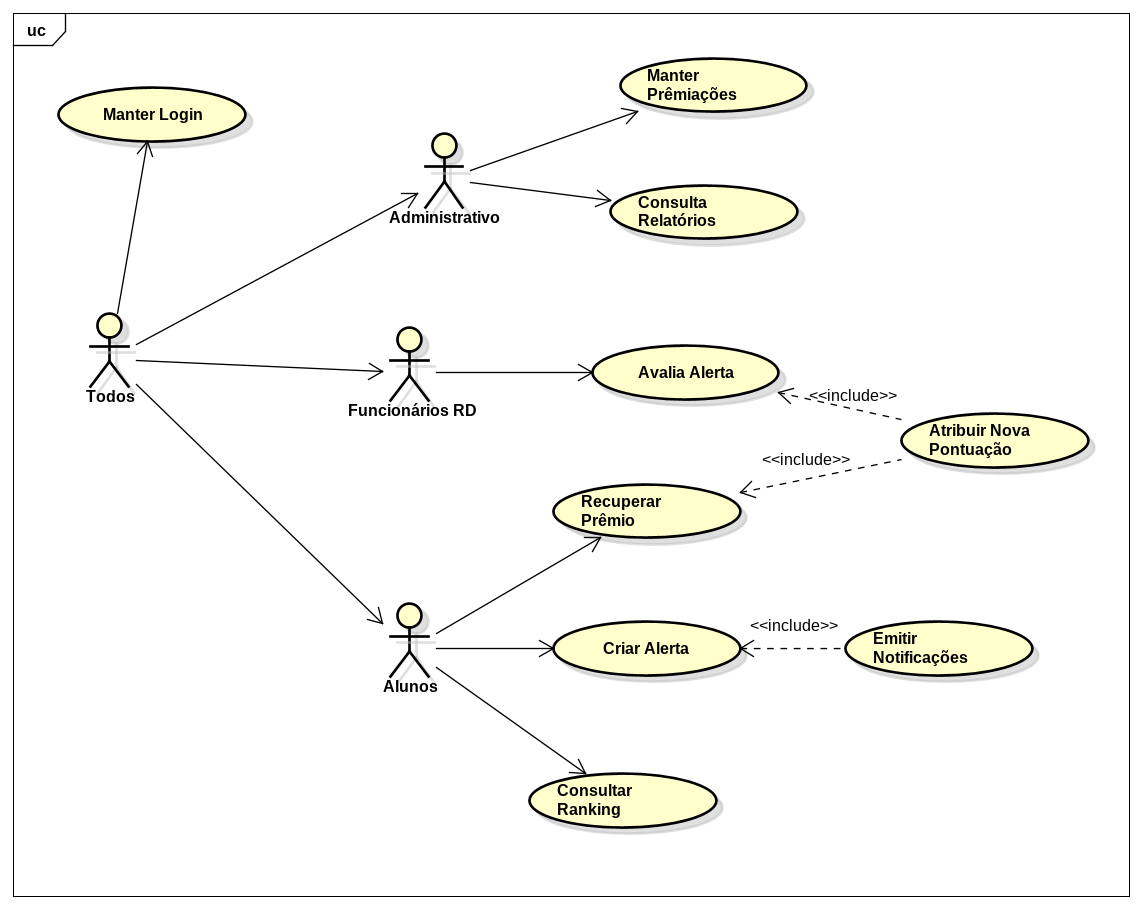 uc
Manter
Prêmiações
Manter Login
Consulta
Relatórios
Administrativo
Todos
Funcionários RD
Avalia Alerta
<<include>>
Atribuir Nova
Pontuação
<<include>>
Recuperar
Prêmio
Alunos
Criar Alerta
<<include>>
Emitir
Notificações
Consultar
Ranking